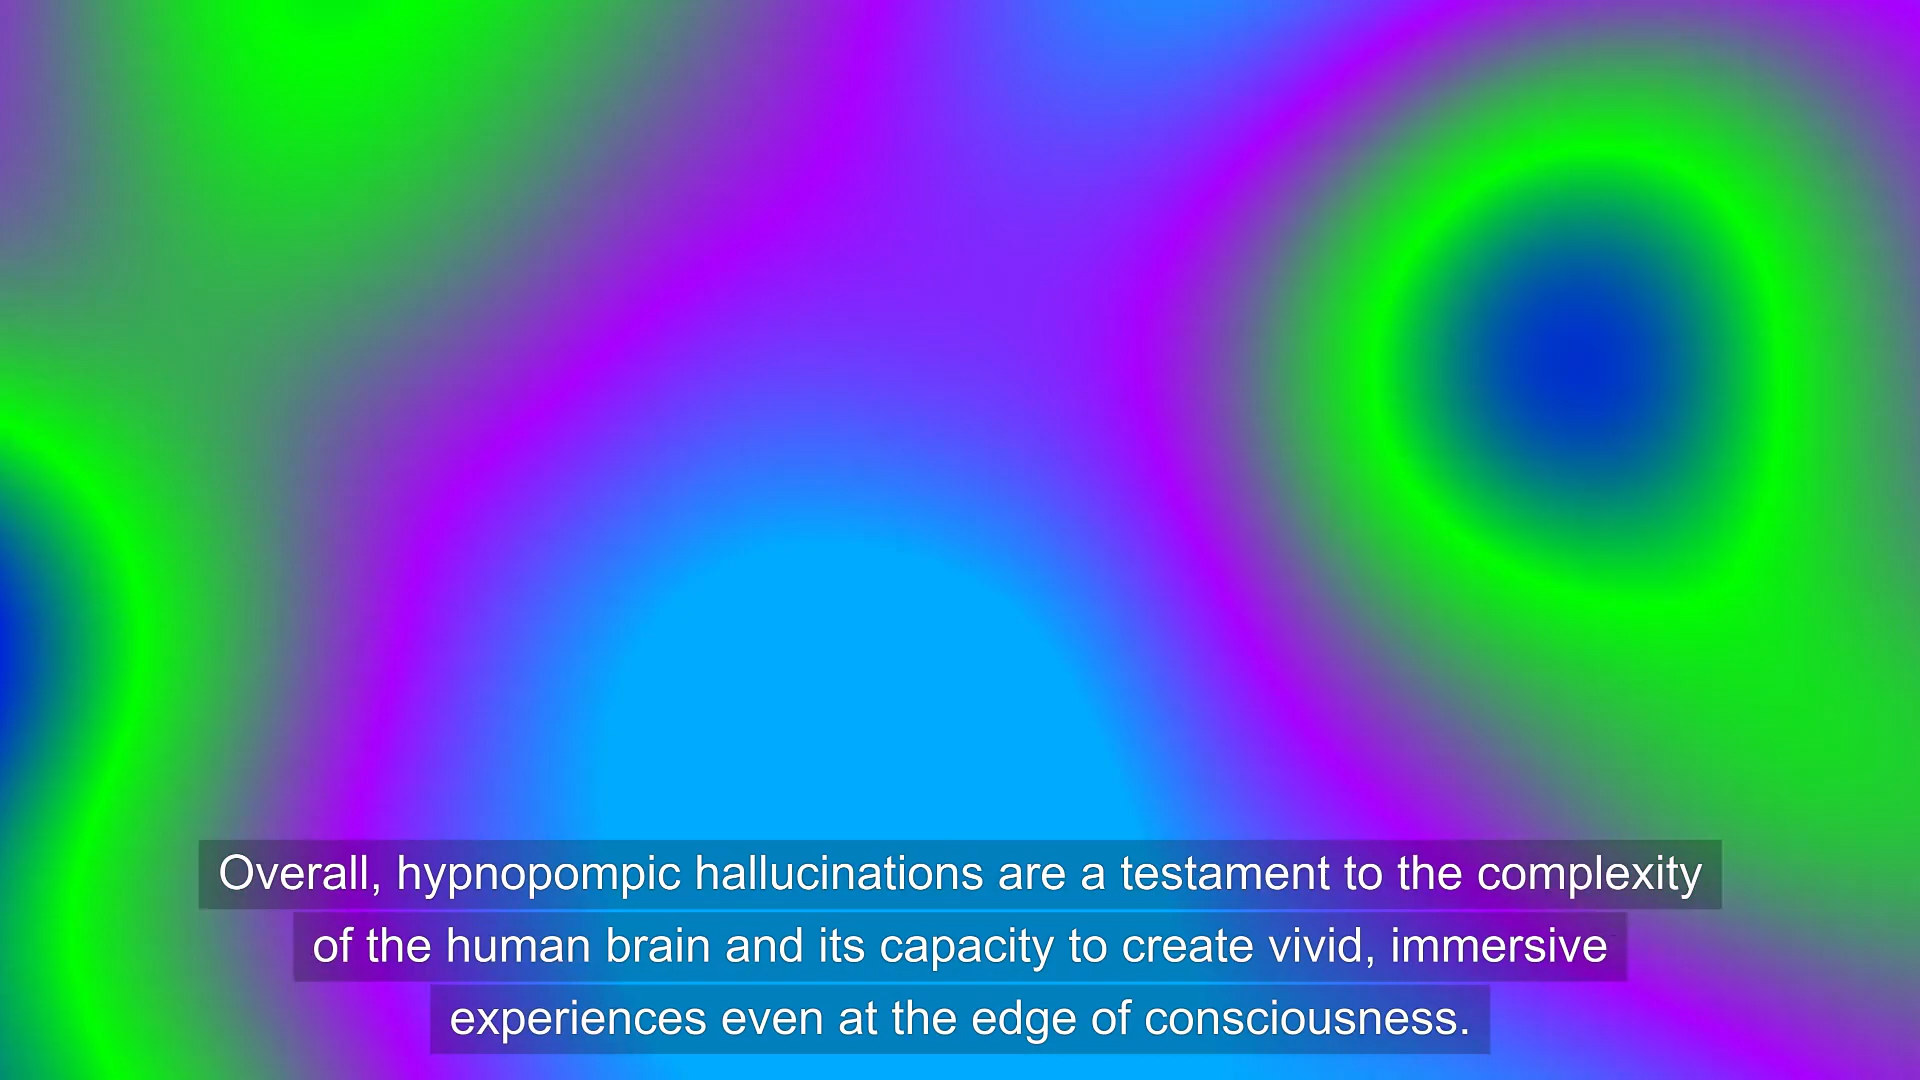 Overall, hypnopompic hallucinations are a testament to the complexity
of the human brain and its capacity to create vivid, immersive
experiences even at the edge of consciousness.